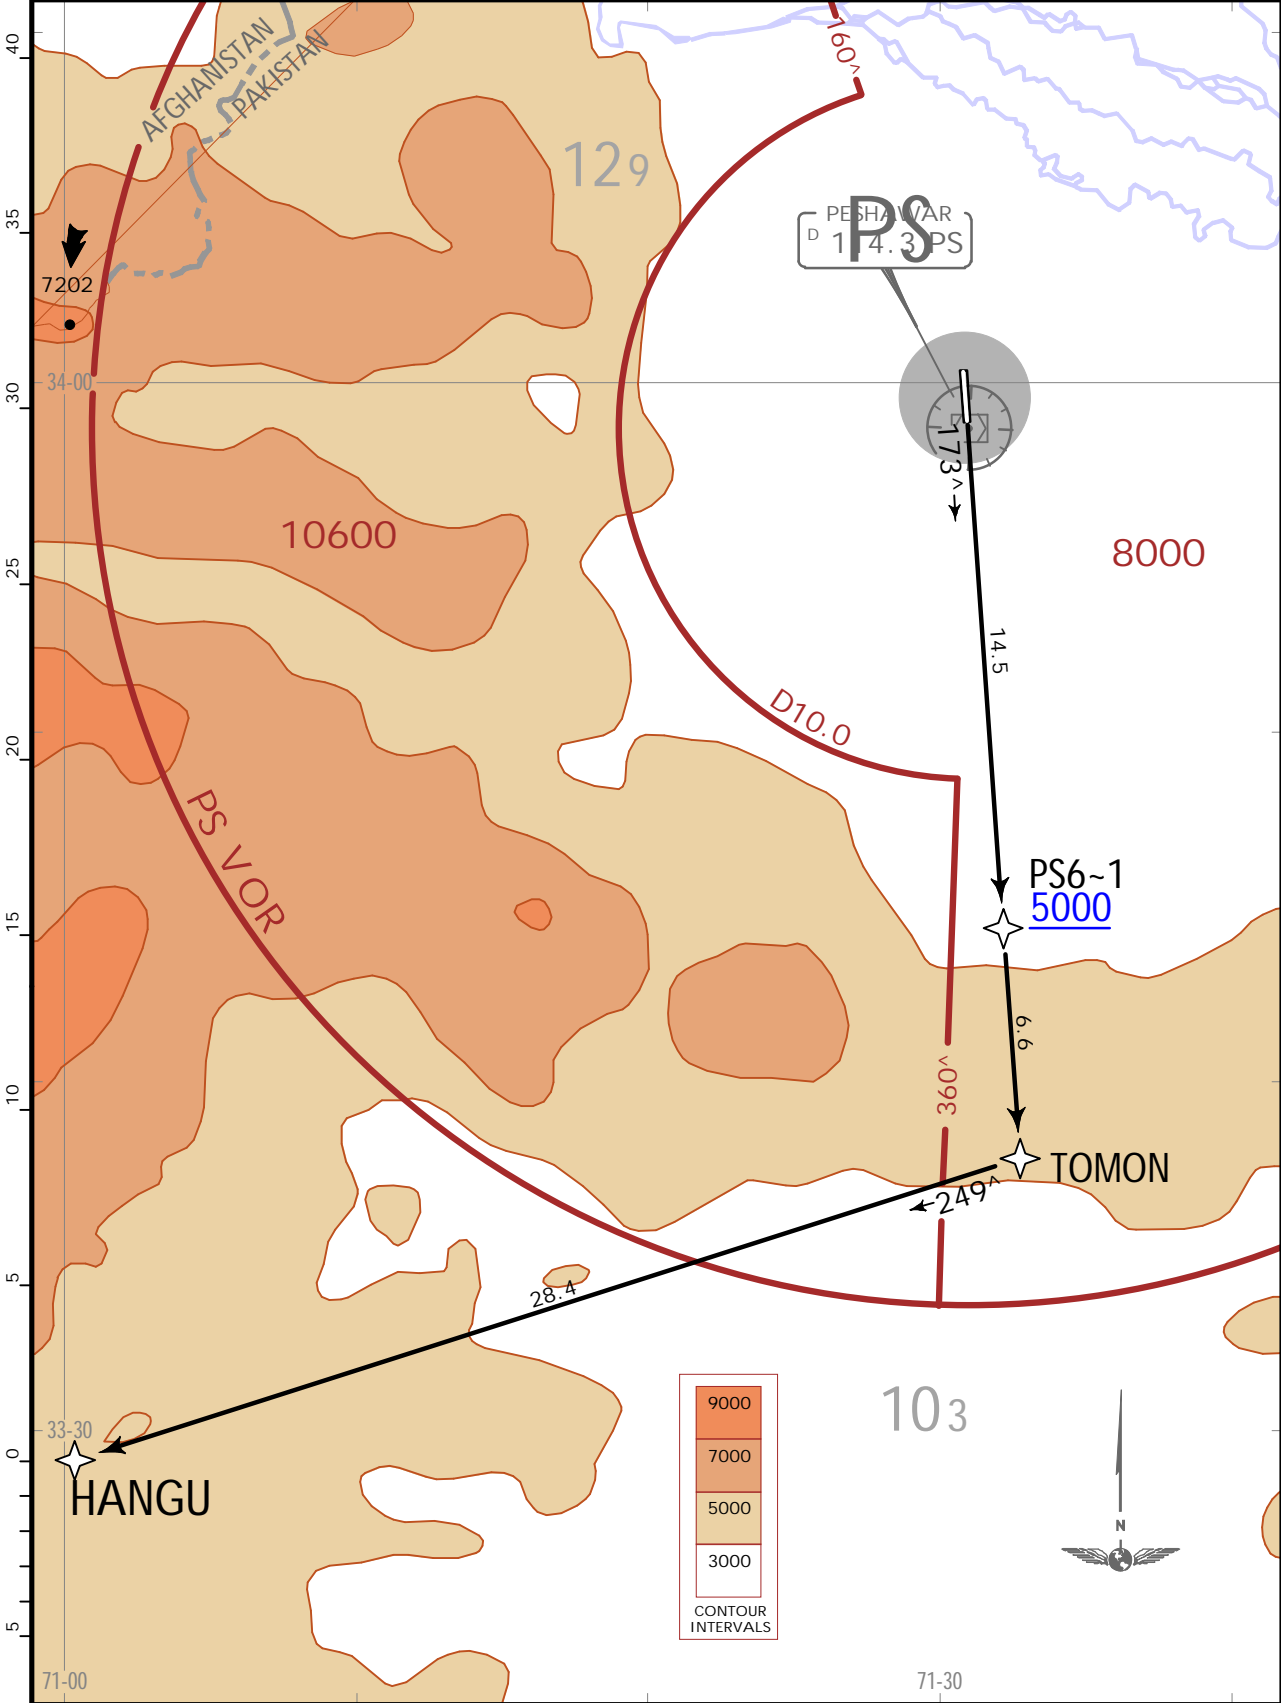 40
35
30
25
20
15
10
5
0
5
AFGHANISTAN
PAKISTAN
160^
129
PESHAWAR
D 114.3 PS
PS
7202
34-00
173^
10600
8000
14.5
D10.0
PS VOR
PS6~1
5000
6.6
360^
TOMON
249^
28.4
33-30
HANGU
103
9000
7000
5000
3000
CONTOUR
INTERVALS
N
71-00
71-30